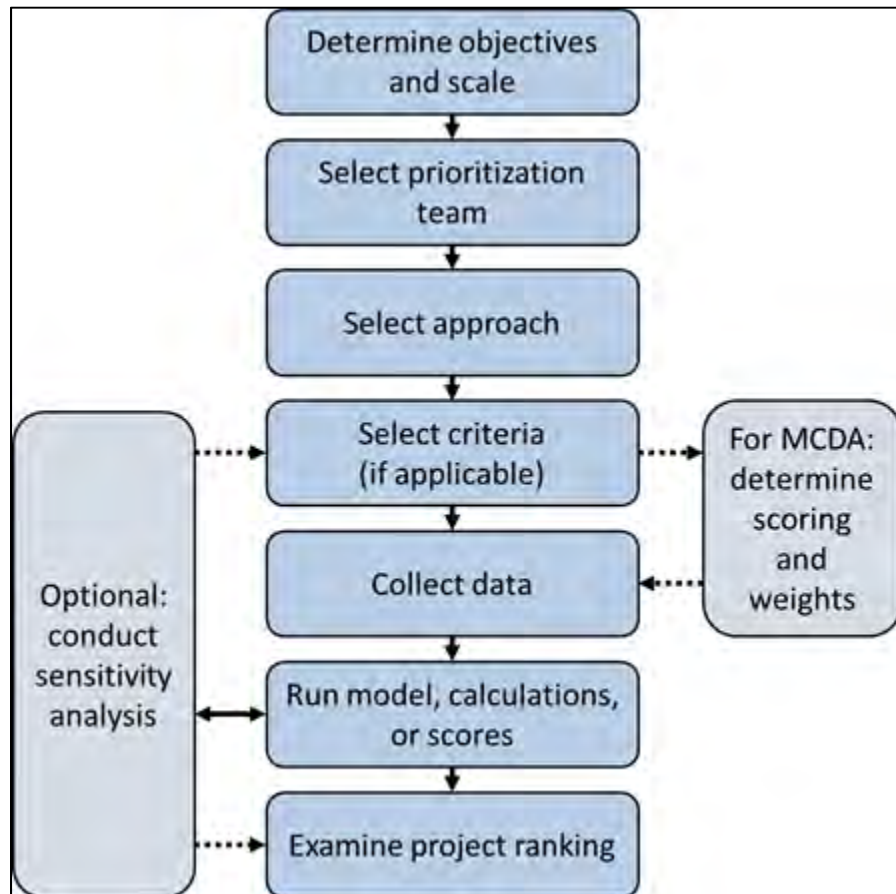 Determine objectives
and scale
Select prioritization
team
Select approach
Select criteria
(if applicable)
For MCDA:
determine
scoring
and
weights
Collect data
Optional:
conduct
sensitivity
analysis
Run model, calculations,
or scores
Examine project ranking